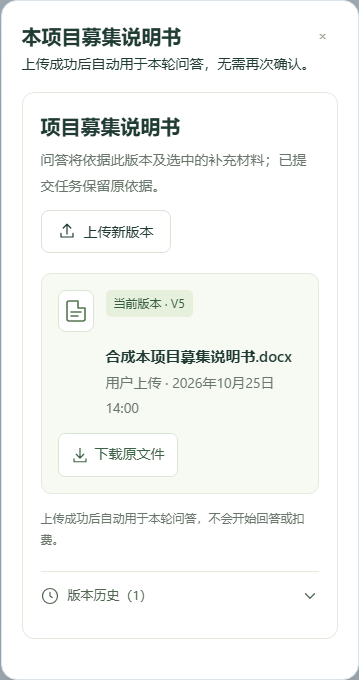 本项目募集说明书
×
上传成功后自动用于本轮问答，无需再次确认。
项目募集说明书
问答将依据此版本及选中的补充材料；已提
交任务保留原依据。
上传新版本
当前版本 · V5
合成本项目募集说明书.docx
用户上传 · 2026年10月25日
14:00
下载原文件
上传成功后自动用于本轮问答，不会开始回答或扣
费。
版本历史（1）